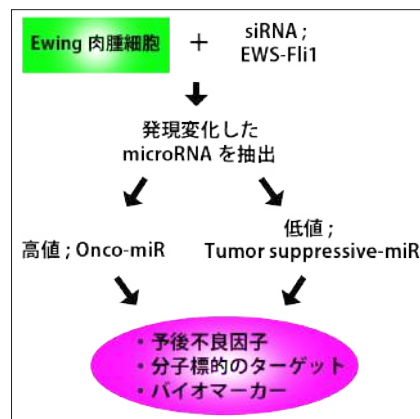 Ewing 肉腫細胞 + siRNA ;
EWS-Fli1
発現変化した
microRNA を抽出
高値 ; Onco-miR
低値 ;
Tumor suppressive-miR
・予後不良因子
・分子標的のターゲット
・バイオマーカー